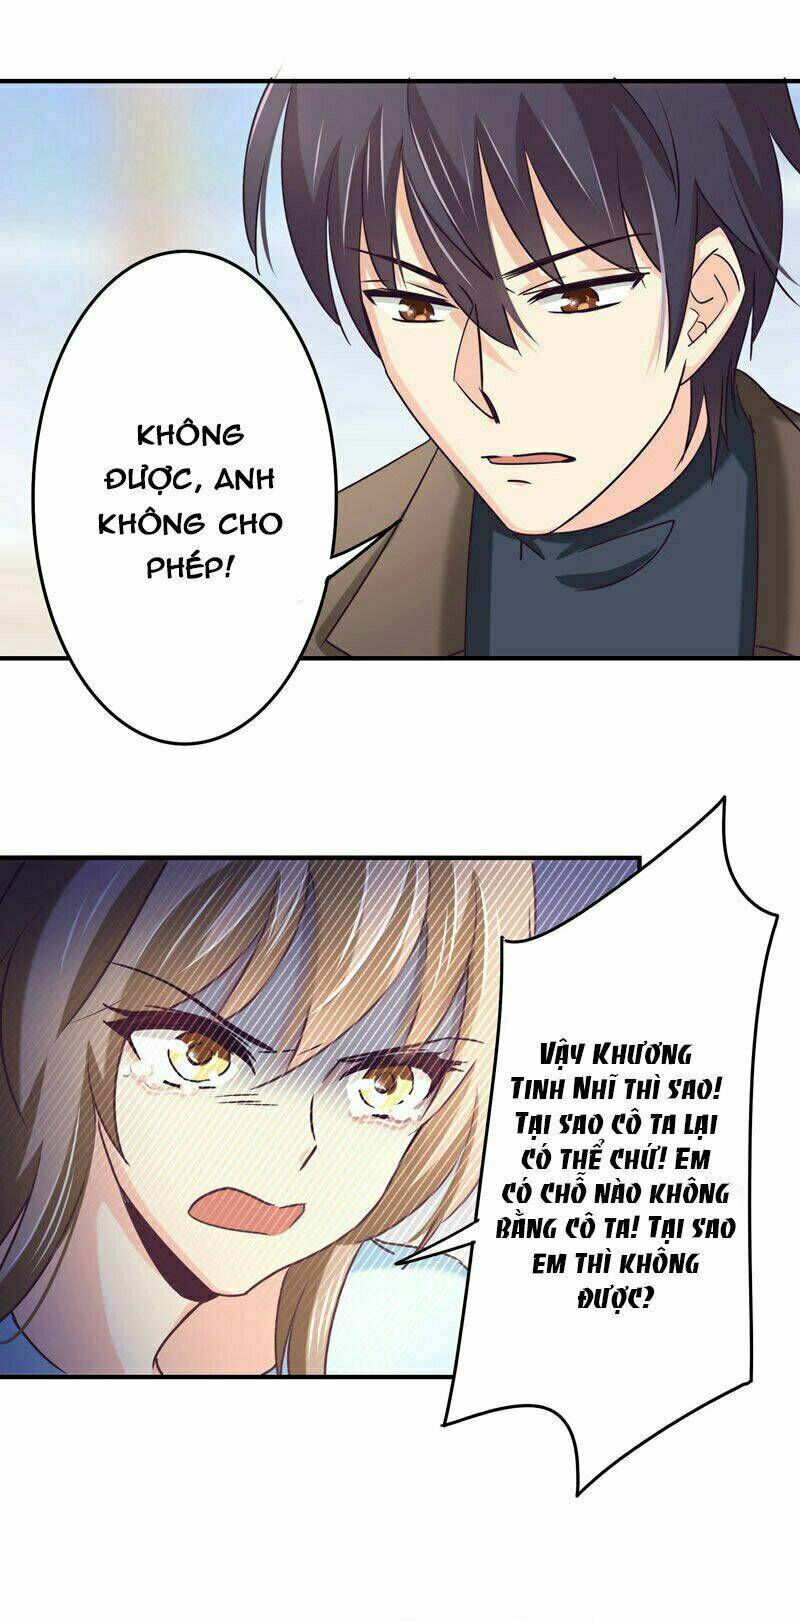 KHÔNG
ĐƯỢC, ANH
KHÔNG CHO
PHÉP!
VẬY KHƯƠNG
TINH NHĨ THÌ SAO!
TẠI SAO CÔ TA LẠI
CÓ THỂ CHỨ! EM
CÓ CHỖ NÀO KHÔNG
BẰNG CÔ TA! TẠI SAO
EM THÌ KHÔNG
ĐƯỢC?